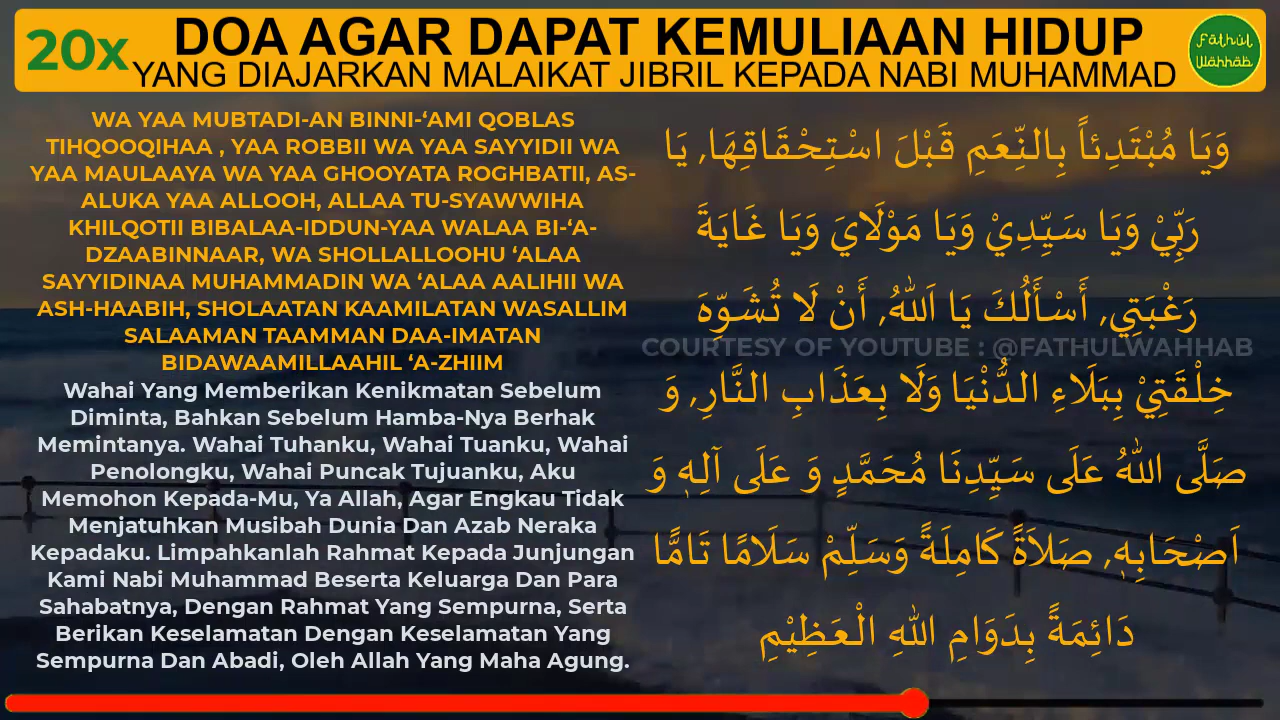 20x
DOA AGAR DAPAT KEMULIAAN HIDUP
YANG DIAJARKAN MALAIKAT JIBRIL KEPADA NABI MUHAMMAD
Fathul
Wahhab
WA YAA MUBTADI-AN BINNI-‘AMI QOBLAS
TIHQOOQIHAA , YAA ROBBII WA YAA SAYYIDII WA
YAA MAULAAYA WA YAA GHOOYATA ROGHBATII, AS-
ALUKA YAA ALLOOH, ALLAA TU-SYAWWIHA
KHILQOTII BIBALAA-IDDUN-YAA WALAA BI-‘A-
DZAABINNAAR, WA SHOLLALLOOHU ‘ALAA
SAYYIDINAA MUHAMMADIN WA ‘ALAA AALIHII WA
ASH-HAABIH, SHOLAATAN KAAMILATAN WASALLIM
SALAAMAN TAAMMAN DAA-IMATAN
BIDAWAAMILLAAHIL ‘A-ZHIIM
Wahai Yang Memberikan Kenikmatan Sebelum
Diminta, Bahkan Sebelum Hamba-Nya Berhak
Memintanya. Wahai Tuhanku, Wahai Tuanku, Wahai
Penolongku, Wahai Puncak Tujuanku, Aku
Memohon Kepada-Mu, Ya Allah, Agar Engkau Tidak
Menjatuhkan Musibah Dunia Dan Azab Neraka
Kepadaku. Limpahkanlah Rahmat Kepada Junjungan
Kami Nabi Muhammad Beserta Keluarga Dan Para
Sahabatnya, Dengan Rahmat Yang Sempurna, Serta
Berikan Keselamatan Dengan Keselamatan Yang
Sempurna Dan Abadi, Oleh Allah Yang Maha Agung.
وَيَا مُبْتَدِئاً بِالنِّعَمِ قَبْلَ اسْتِحْقَاقِهَا, يَا
رَبِّيْ وَيَا سَيِّدِيْ وَيَا مَوْلَايَ وَيَا غَايَةَ
رَغْبَتِي, أَسْأَلُكَ يَا اَللهُ, أَنْ لَا تُشَوِّهَ
COURTESY OF YOUTUBE : @FATHULWAHHAB
خِلْقَتِيْ بِبَلَاءِ الدُّنْيَا وَلَا بِعَذَابِ النَّارِ, وَ
صَلَّى اللهُ عَلَى سَيِّدِنَا مُحَمَّدٍ وَ عَلَى آلِهٖ وَ
اَصْحَابِهٖ, صَلاَةً كَامِلَةً وَسَلِّمْ سَلَامًا تَامًّا
دَائِمَةً بِدَوَامِ اللهِ الْعَظِيْمِ